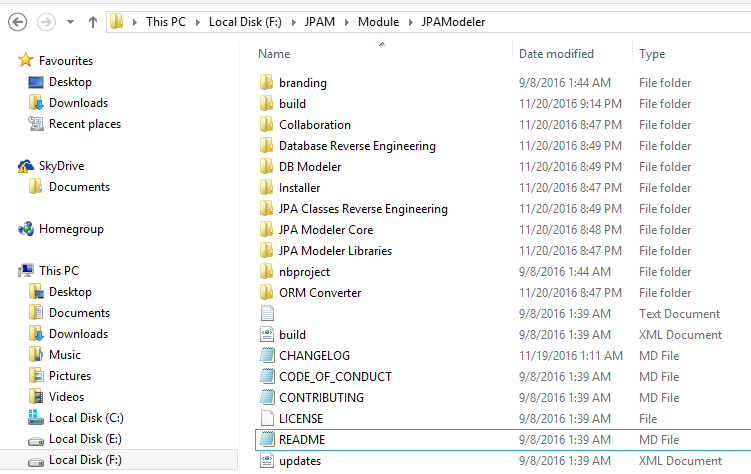 This PC Local Disk (F:) JPAM Module JPAModeler
Favourites
Desktop
Downloads
Recent places
SkyDrive
Documents
Homegroup
This PC
Desktop
Documents
Downloads
Music
Pictures
Videos
Local Disk (C:)
Local Disk (E:)
Local Disk (F:)
Name Date modified Type
branding 9/8/2016 1:44 AM File folder
build 11/20/2016 9:14 PM File folder
Collaboration 11/20/2016 8:47 PM File folder
Database Reverse Engineering 11/20/2016 8:49 PM File folder
DB Modeler 11/20/2016 8:49 PM File folder
Installer 11/20/2016 8:47 PM File folder
JPA Classes Reverse Engineering 11/20/2016 8:49 PM File folder
JPA Modeler Core 11/20/2016 8:48 PM File folder
JPA Modeler Libraries 11/20/2016 8:47 PM File folder
nbproject 9/8/2016 1:44 AM File folder
ORM Converter 11/20/2016 8:47 PM File folder
9/8/2016 1:39 AM Text Document
build 9/8/2016 1:39 AM XML Document
CHANGELOG 11/19/2016 1:11 AM MD File
CODE_OF_CONDUCT 9/8/2016 1:39 AM MD File
CONTRIBUTING 9/8/2016 1:39 AM MD File
LICENSE 9/8/2016 1:39 AM File
README 9/8/2016 1:39 AM MD File
updates 9/8/2016 1:39 AM XML Document